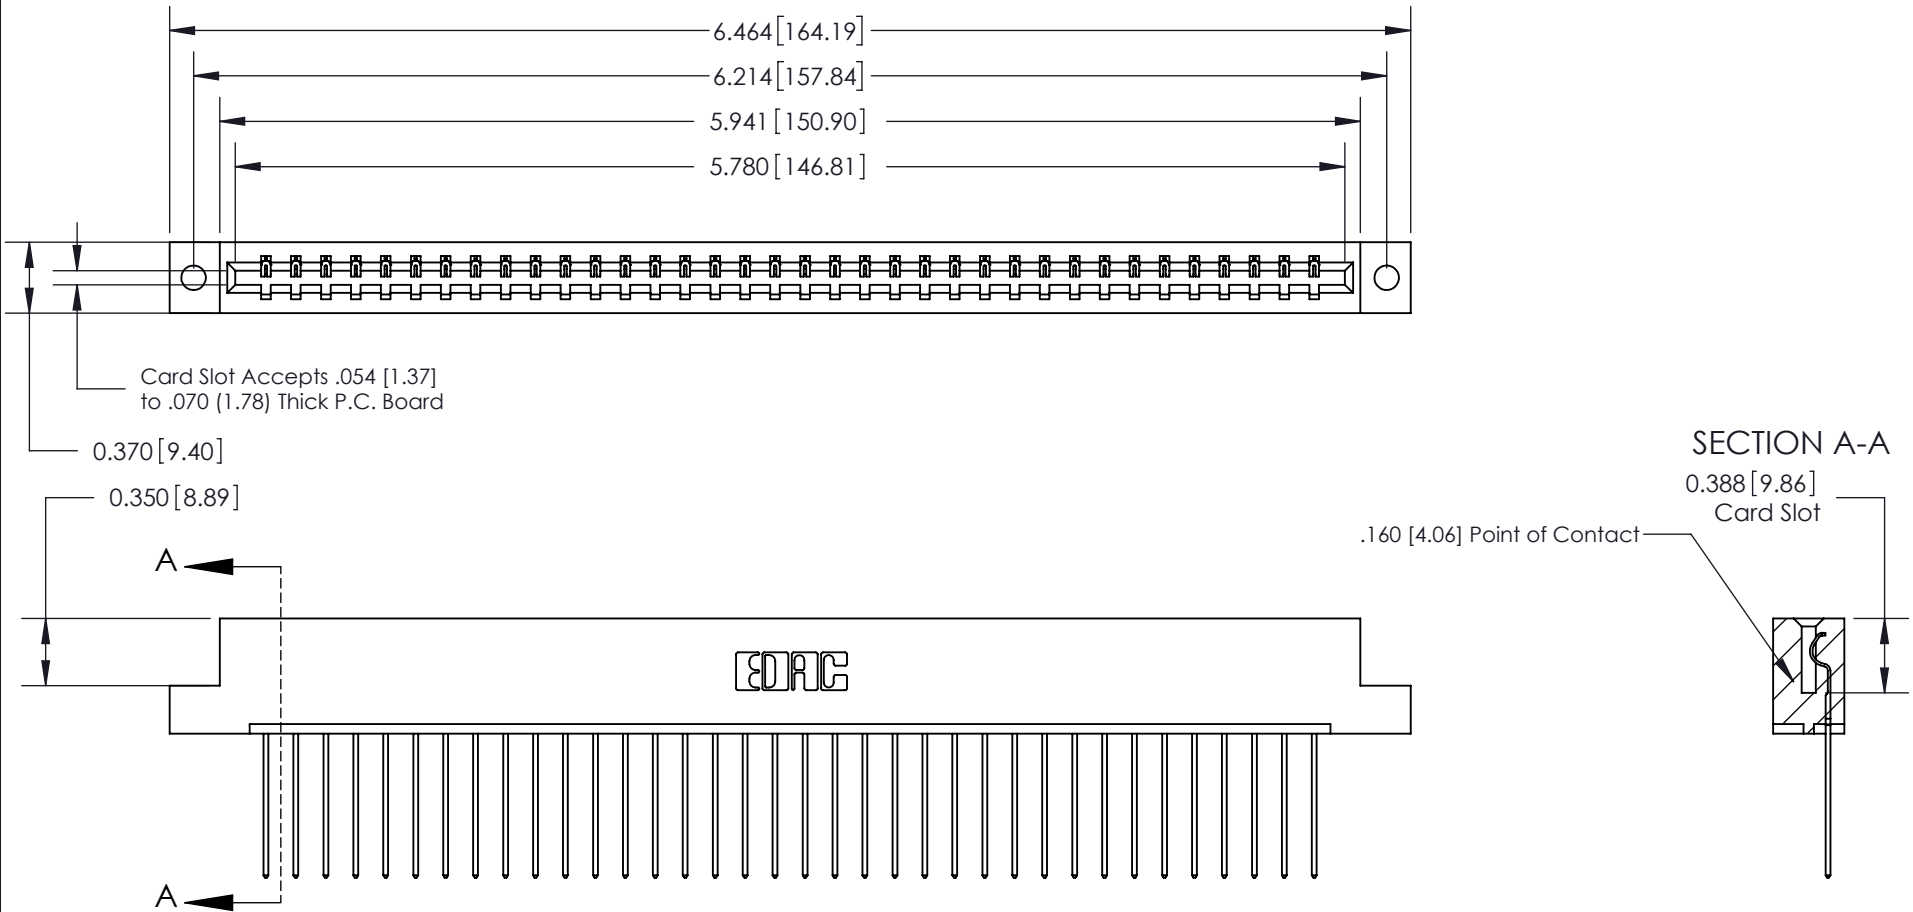 6.464 [164.19]
6.214 [157.84]
5.941 [150.90]
5.780 [146.81]
Card Slot Accepts .054 [1.37]
to .070 (1.78) Thick P.C. Board
0.370 [9.40]
0.350 [8.89]
SECTION A-A
0.388 [9.86]
Card Slot
.160 [4.06] Point of Contact
A
EDAC
A